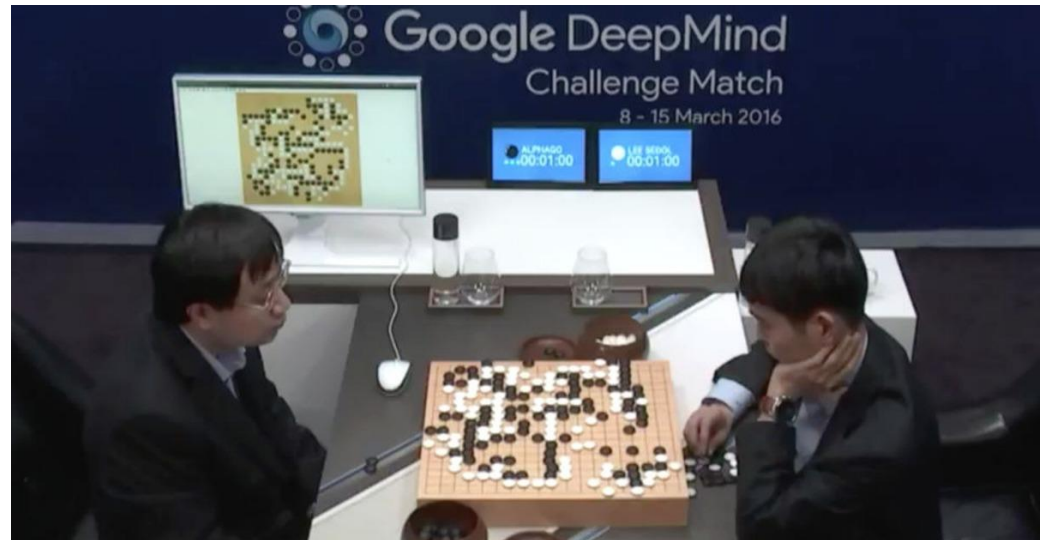 Google DeepMind
Challenge Match
8 - 15 March 2016
ALPHAGO
00:01:00
LEE SEDOL
00:01:00